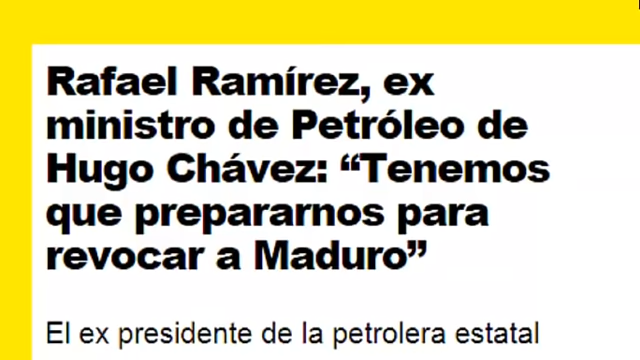 Rafael Ramírez, ex
ministro de Petróleo de
Hugo Chávez: “Tenemos
que prepararnos para
revocar a Maduro”
El ex presidente de la petrolera estatal